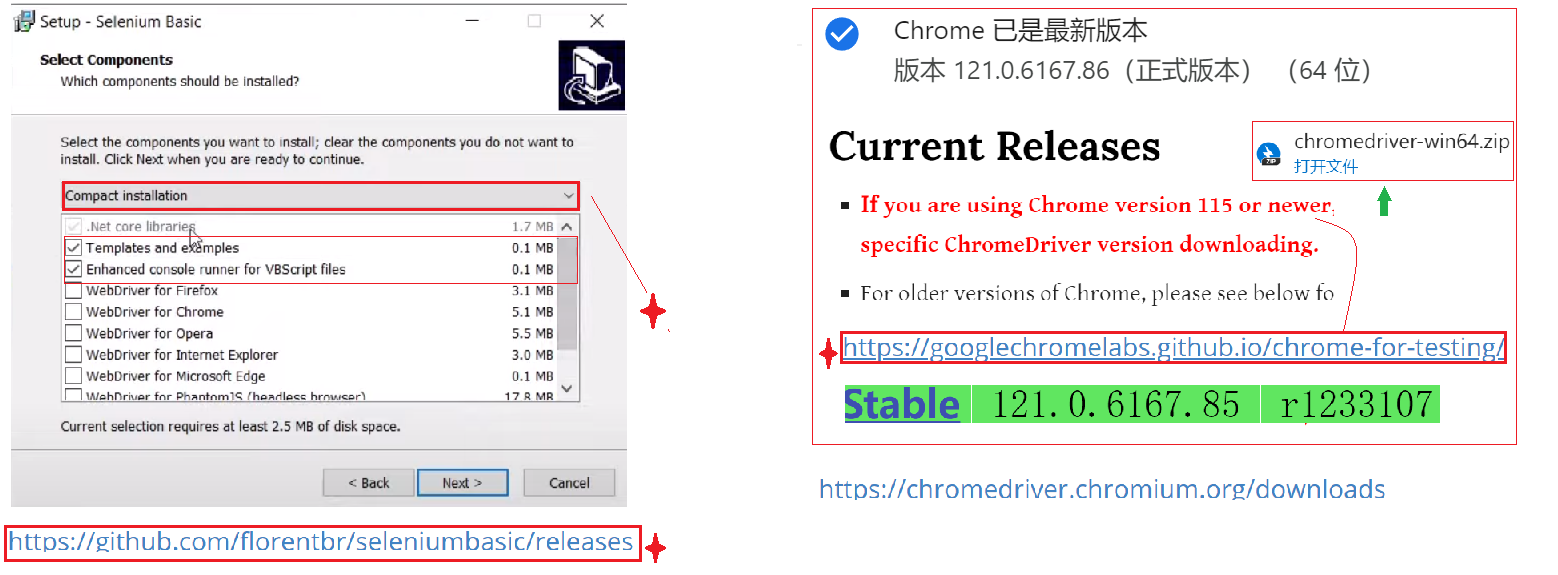 Setup - Selenium Basic
Select Components
Which components should be installed?
Select the components you want to install; clear the components you do not want to
install. Click Next when you are ready to continue.
Compact installation
.Net core libraries 1.7 MB
Templates and examples 0.1 MB
Enhanced console runner for VBScript files 0.1 MB
WebDriver for Firefox 3.1 MB
WebDriver for Chrome 5.1 MB
WebDriver for Opera 5.5 MB
WebDriver for Internet Explorer 3.0 MB
WebDriver for Microsoft Edge 0.1 MB
WebDriver for PhantomJS (headless browser) 17.8 MB
Current selection requires at least 2.5 MB of disk space.
< Back Next > Cancel
https://github.com/florentbr/seleniumbasic/releases
Chrome 已是最新版本
版本 121.0.6167.86（正式版本） （64 位）
Current Releases
chromedriver-win64.zip
打开文件
ZIP
If you are using Chrome version 115 or newer,
specific ChromeDriver version downloading.
For older versions of Chrome, please see below fo
https://googlechromelabs.github.io/chrome-for-testing/
Stable 121.0.6167.85 r1233107
https://chromedriver.chromium.org/downloads